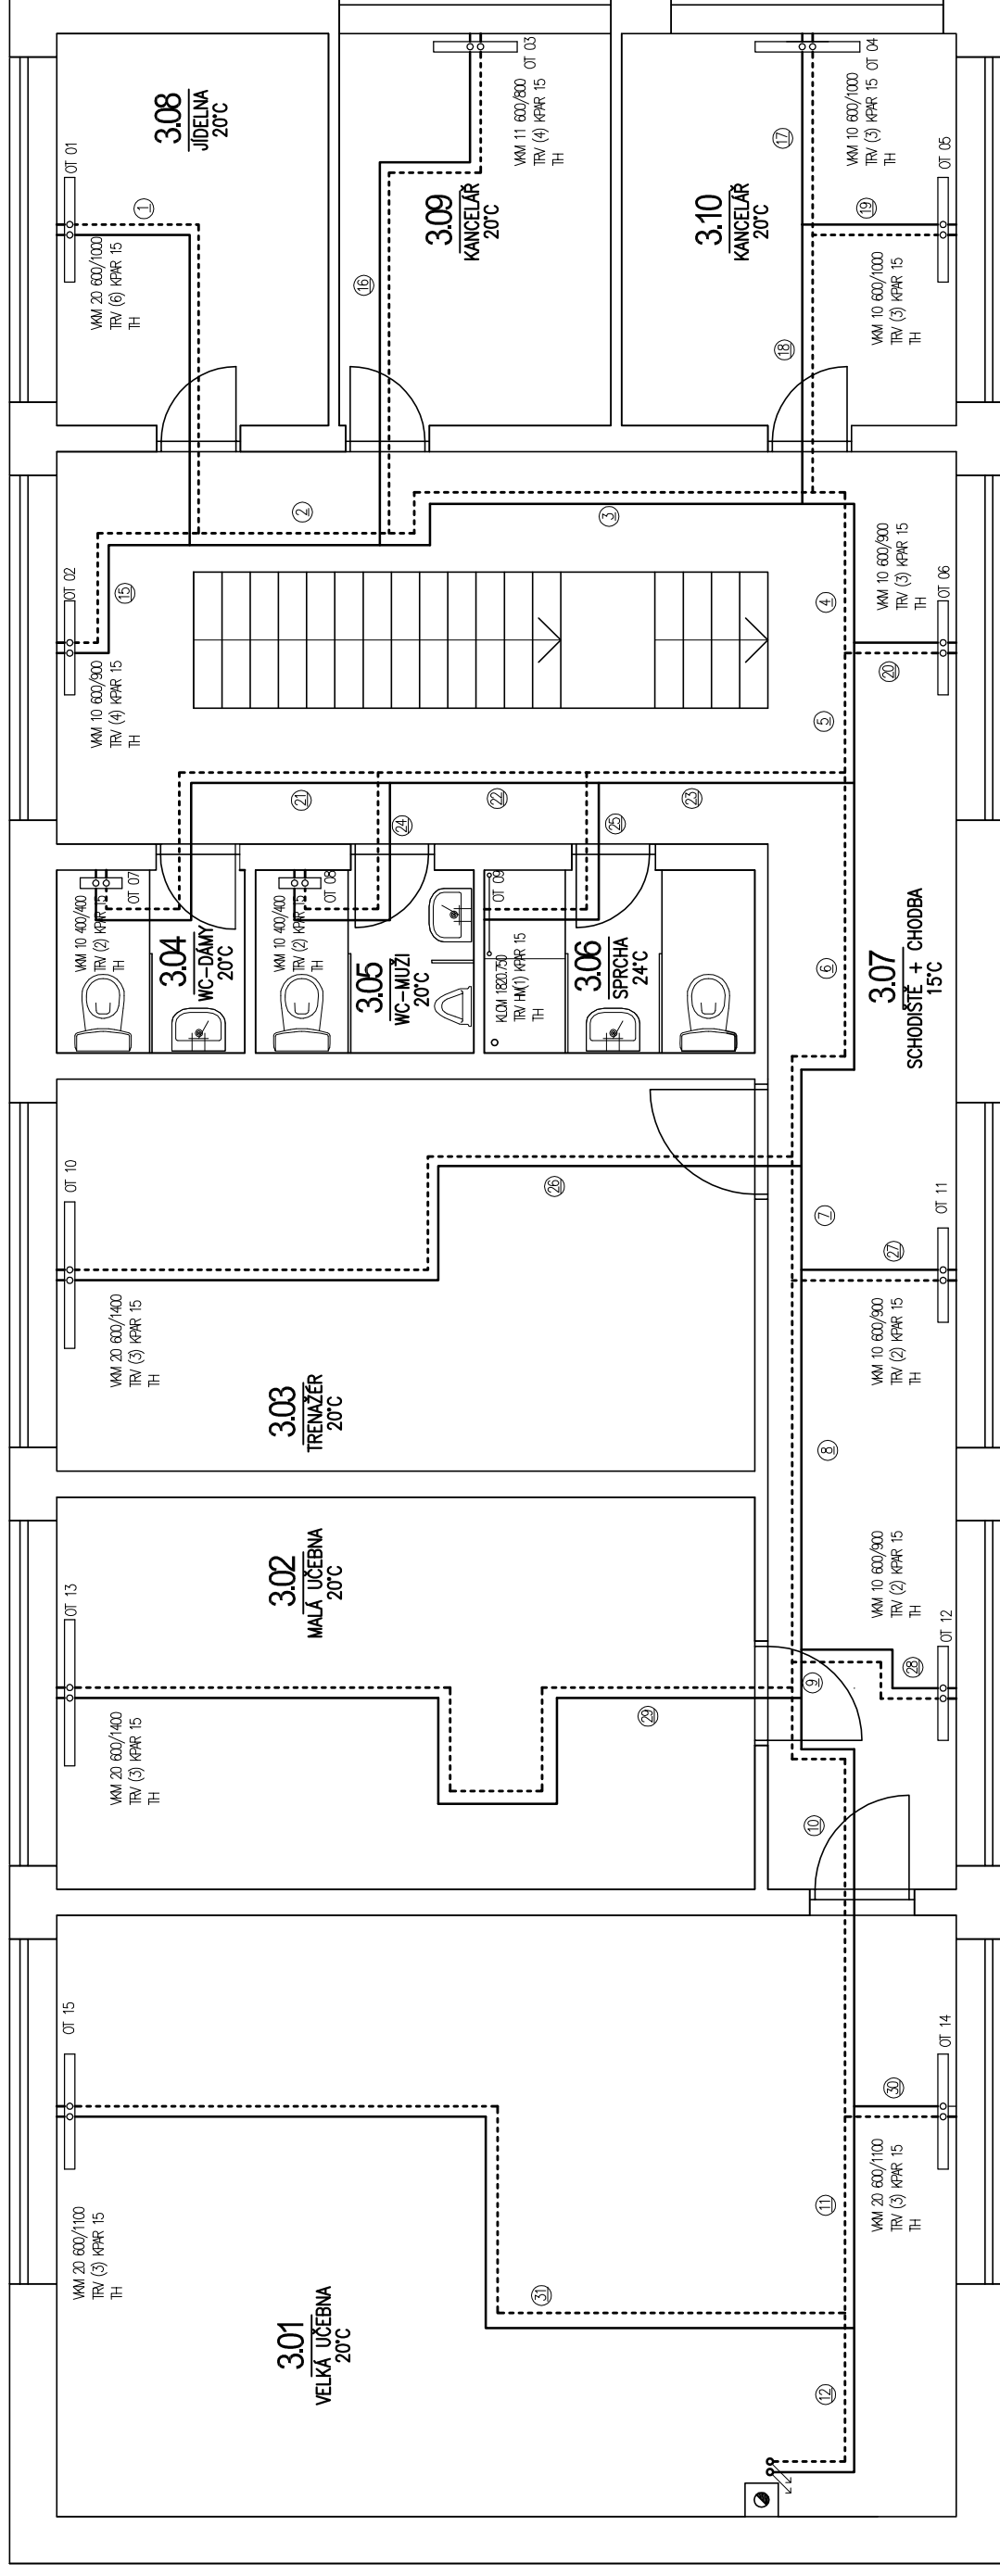 3.08
JÍDELNA
20°C
OT 01
1
VKM 20 600/1000
TRV (6) KPAR 15
TH
OT 03
VKM 11 600/800
TRV (4) KPAR 15
TH
3.09
KANCELÁŘ
20°C
16
OT 04
VKM 10 600/1000
TRV (3) KPAR 15
TH
17
3.10
KANCELÁŘ
20°C
18
OT 05
19
VKM 10 600/1000
TRV (3) KPAR 15
TH
OT 02
15
VKM 10 600/900
TRV (4) KPAR 15
TH
2
3
4
5
VKM 10 600/900
TRV (3) KPAR 15
TH
OT 06
20
21
22
23
24
25
OT 07
VKM 10 400/400
TRV (2) KPAR 15
TH
3.04
WC-DÁMY
20°C
OT 08
VKM 10 400/400
TRV (2) KPAR 15
TH
3.05
WC-MUŽI
20°C
OT 09
KLOM 1820.750
TRV HM(1) KPAR 15
TH
3.06
SPRCHA
24°C
6
3.07
SCHODIŠTĚ + CHODBA
15°C
OT 10
VKM 20 600/1400
TRV (3) KPAR 15
TH
26
3.03
TRENAŽÉR
20°C
7
OT 11
27
VKM 10 600/900
TRV (2) KPAR 15
TH
8
OT 13
VKM 20 600/1400
TRV (3) KPAR 15
TH
3.02
MALÁ UČEBNA
20°C
29
VKM 10 600/900
TRV (2) KPAR 15
TH
OT 12
28
9
10
OT 15
VKM 20 600/1100
TRV (3) KPAR 15
TH
3.01
VELKÁ UČEBNA
20°C
31
OT 14
30
VKM 20 600/1100
TRV (3) KPAR 15
TH
11
12